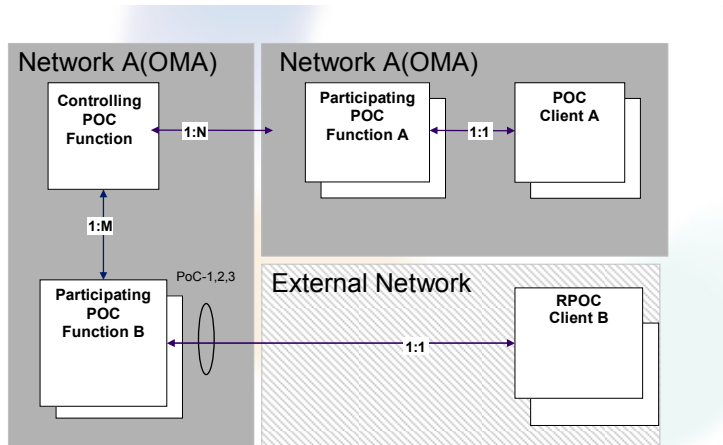 Network A(OMA)
Controlling
POC
Function
1:N
1:M
Participating
POC
Function B
PoC-1,2,3
Network A(OMA)
Participating
POC
Function A
1:1
POC
Client A
External Network
1:1
RPOC
Client B